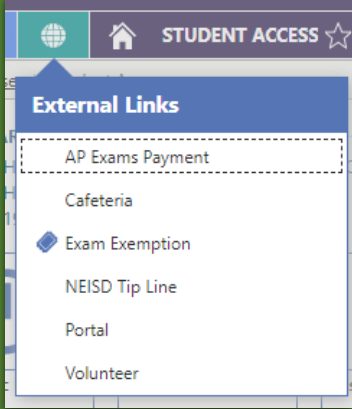 STUDENT ACCESS
External Links
AP Exams Payment
Cafeteria
Exam Exemption
NEISD Tip Line
Portal
Volunteer